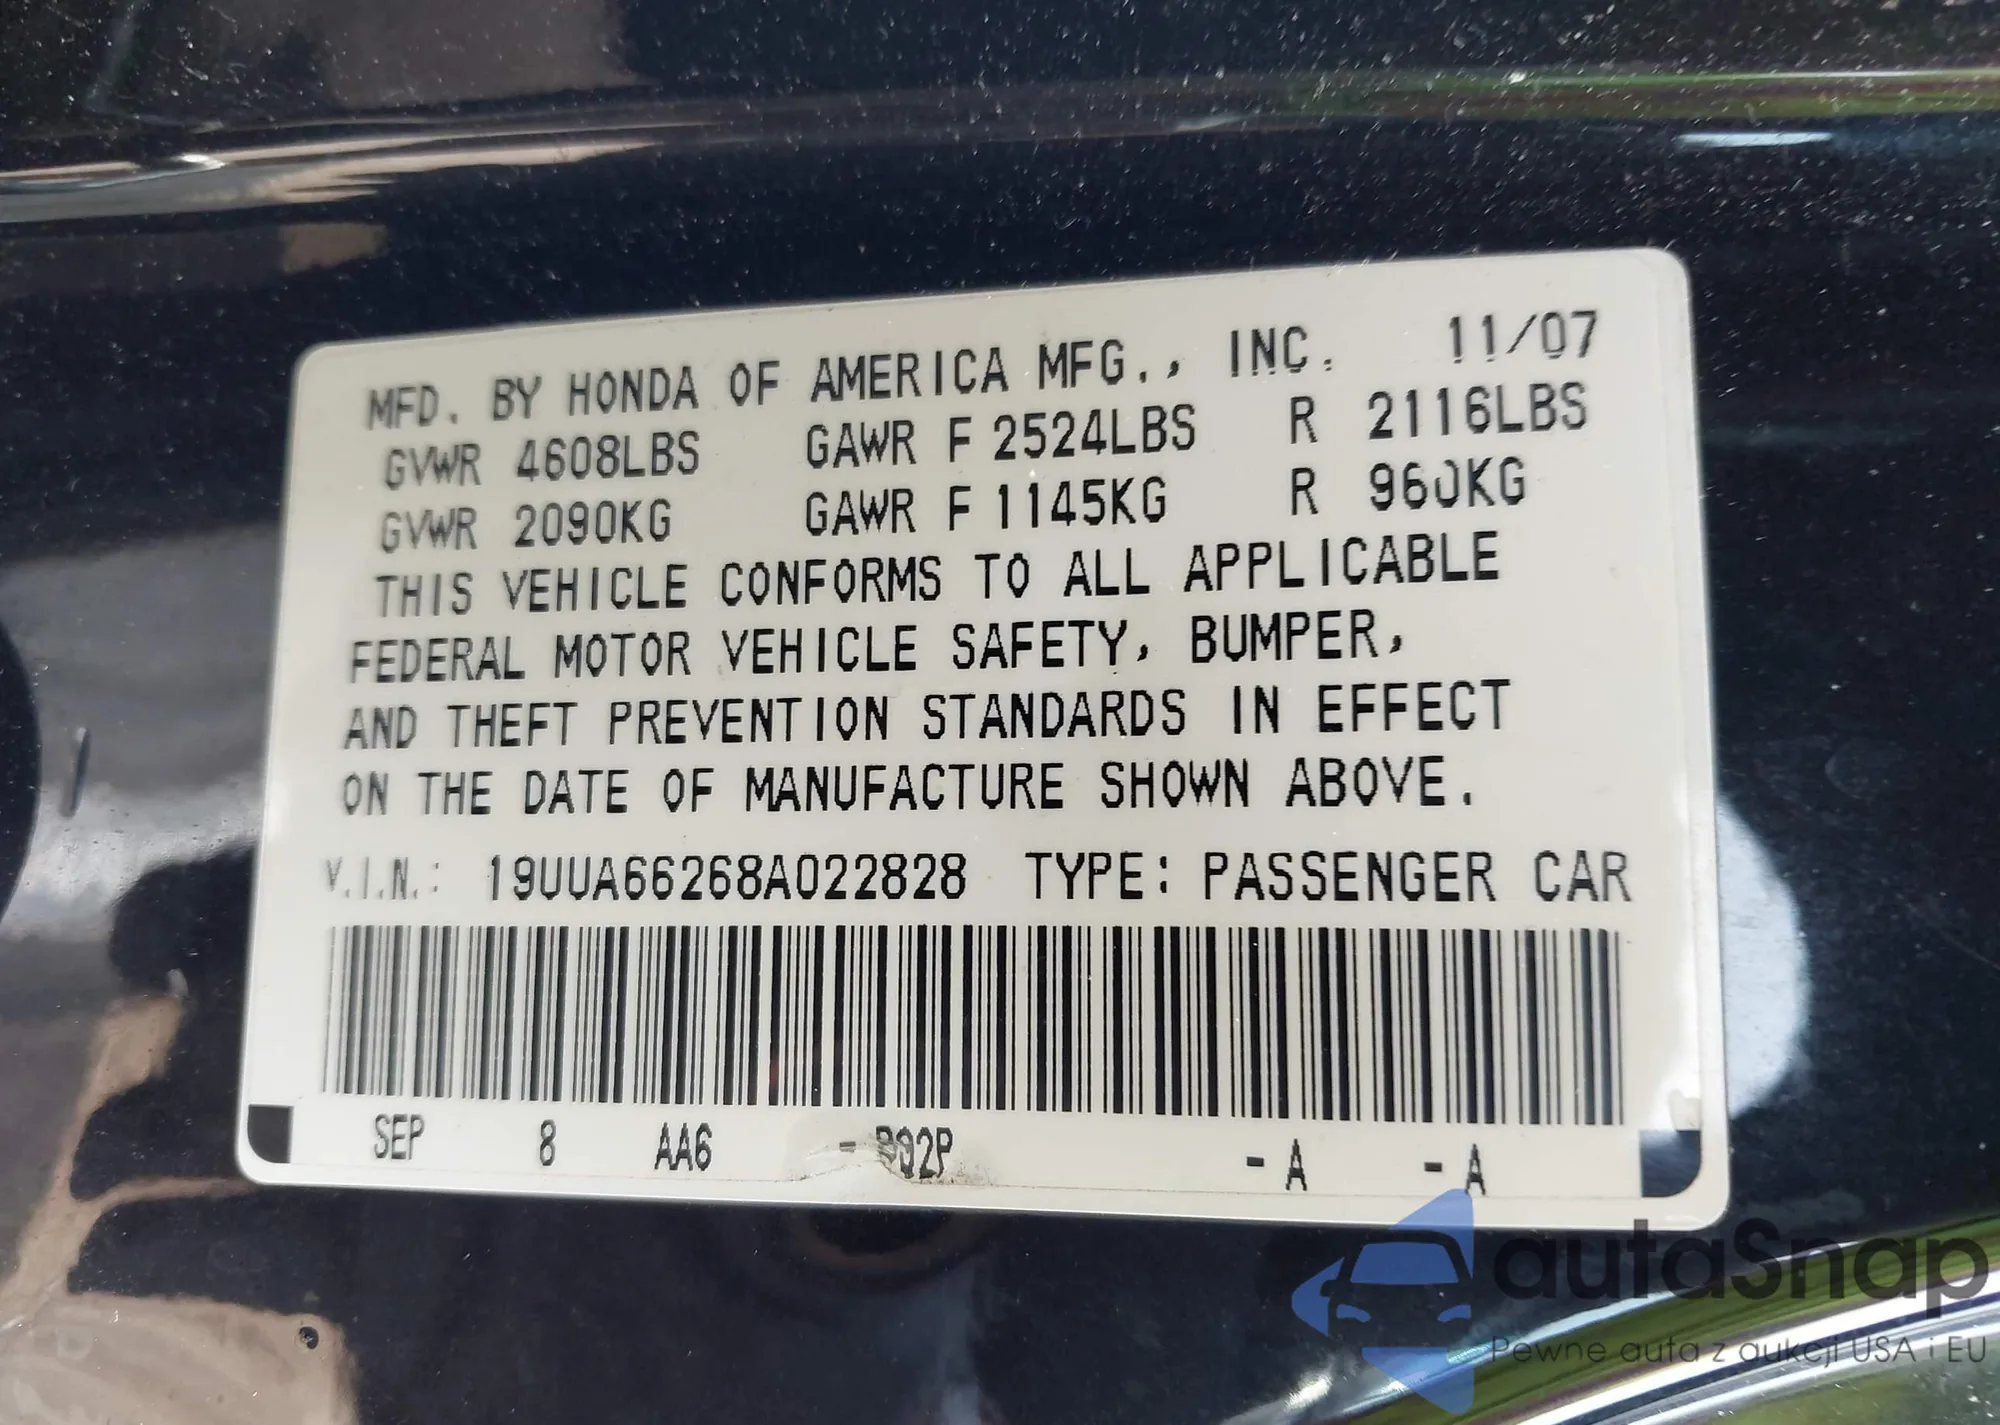 MFD. BY HONDA OF AMERICA MFG., INC. 11/07
GVWR 4608LBS GAWR F 2524LBS R 2116LBS
GVWR 2090KG GAWR F 1145KG R 960KG
THIS VEHICLE CONFORMS TO ALL APPLICABLE
FEDERAL MOTOR VEHICLE SAFETY, BUMPER,
AND THEFT PREVENTION STANDARDS IN EFFECT
ON THE DATE OF MANUFACTURE SHOWN ABOVE.
V.I.N.: 19UUA66268A022828 TYPE: PASSENGER CAR
SEP 8 AA6 - -A -A
autaSnap
Pewne auta z aukcji USA i EU